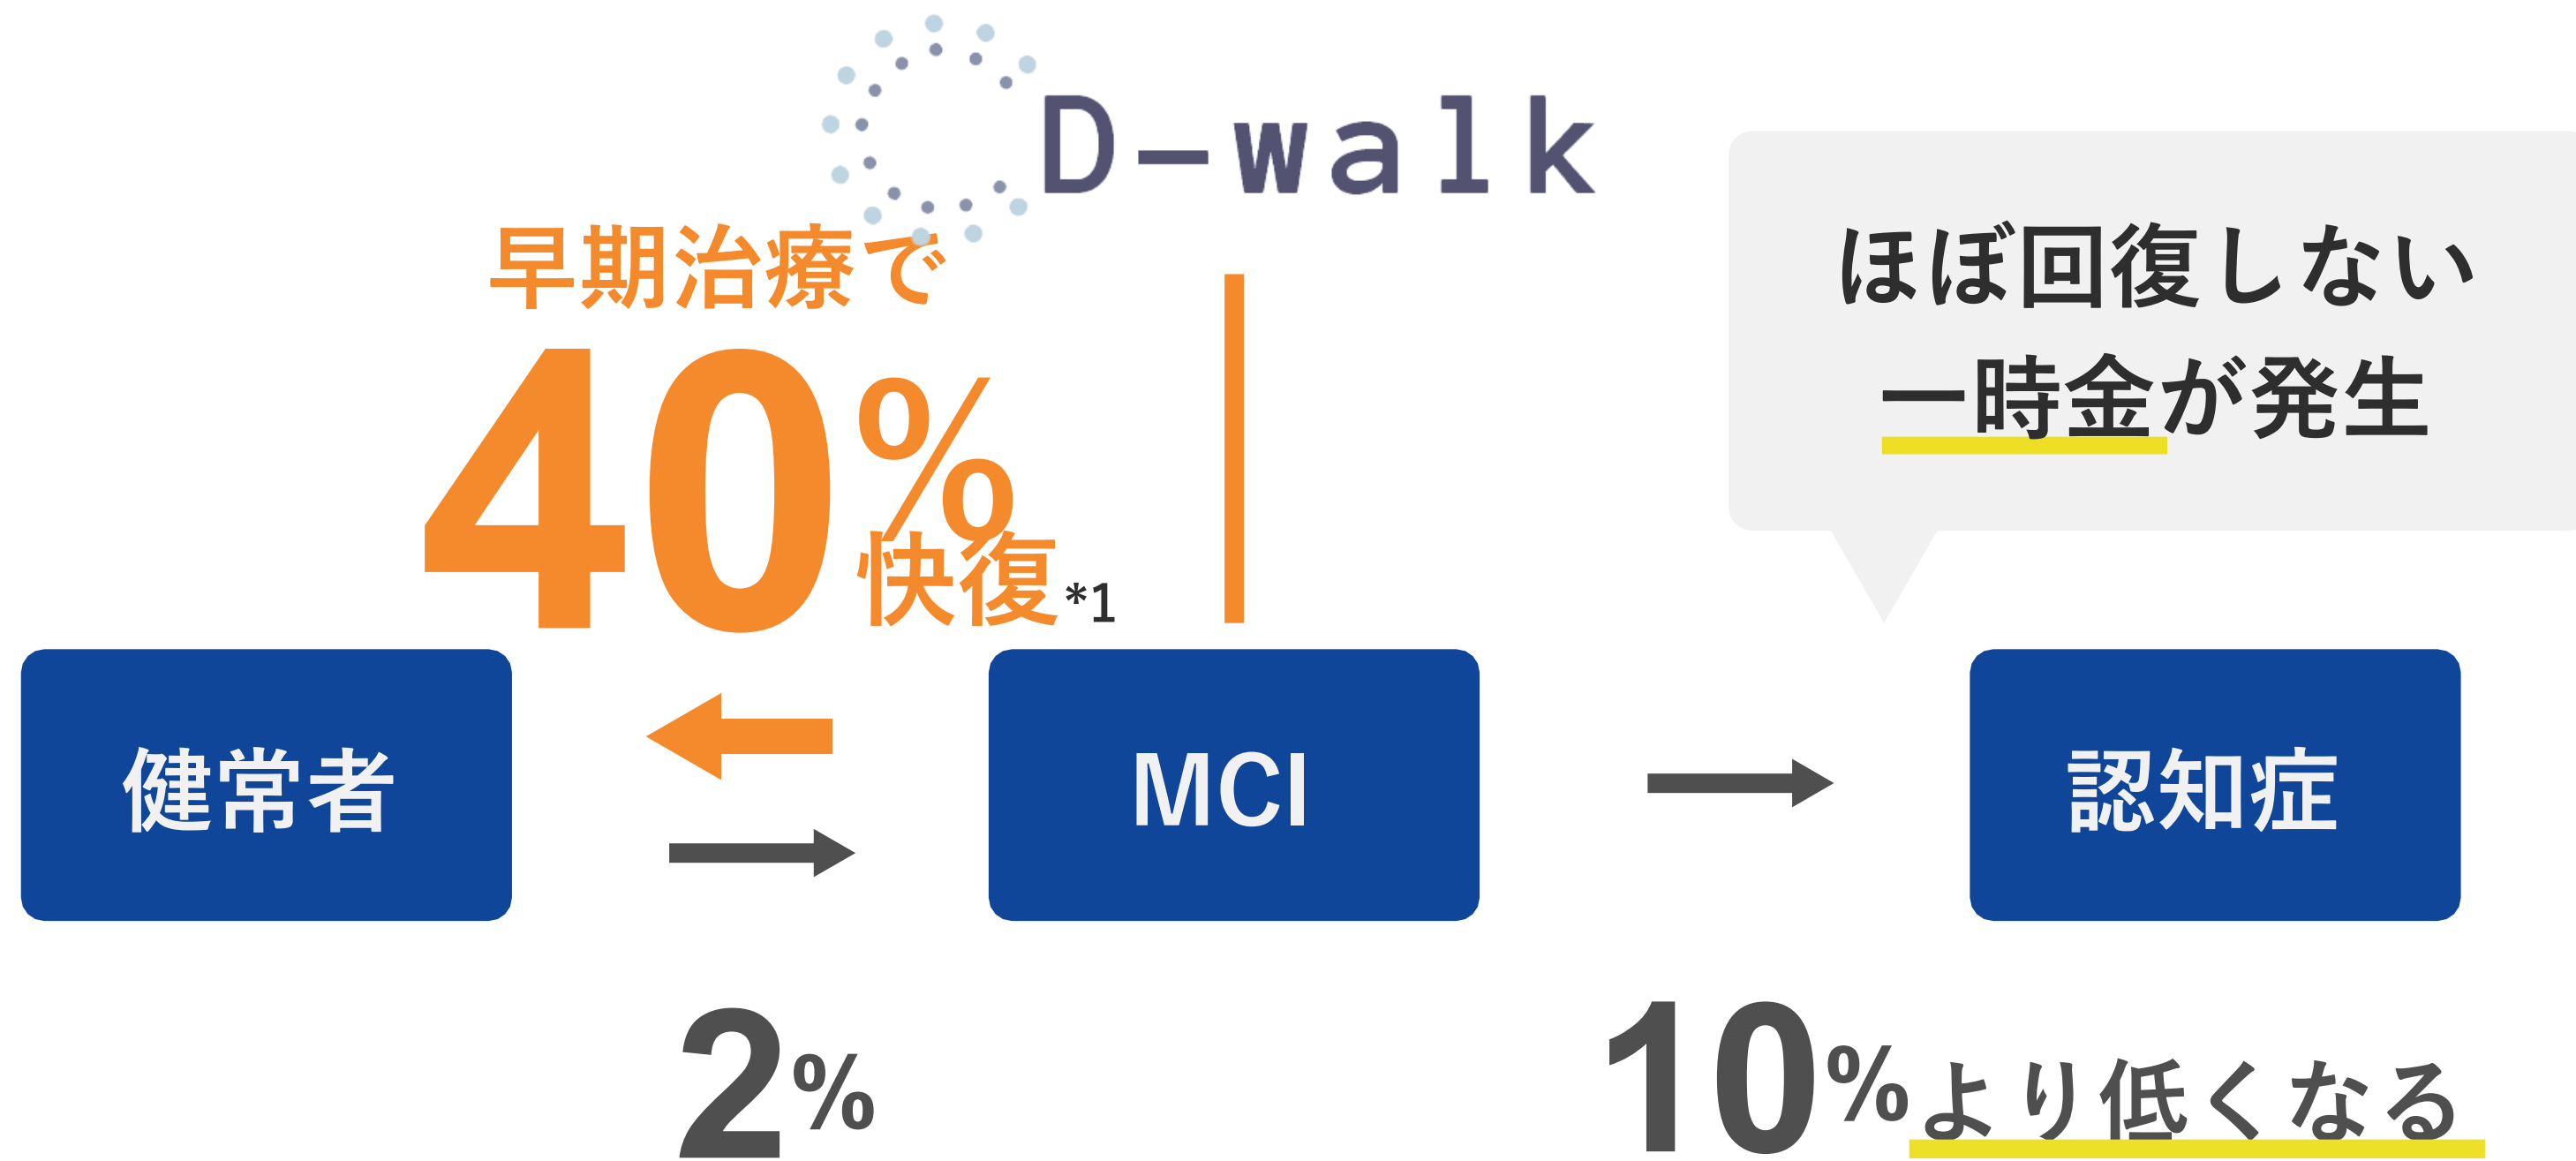 D-walk
早期治療で
40%
快復*1
ほぼ回復しない
一時金が発生
健常者
MCI
認知症
2%
10%より低くなる